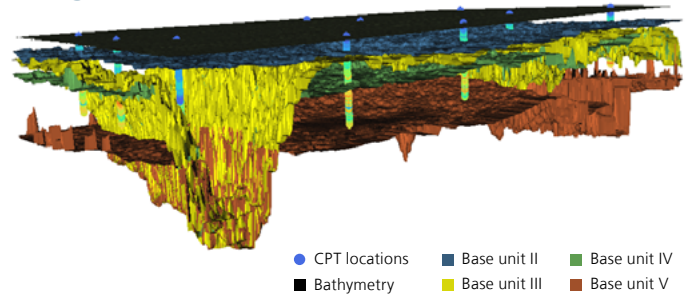 CPT locations
Base unit II
Base unit IV
Bathymetry
Base unit III
Base unit V